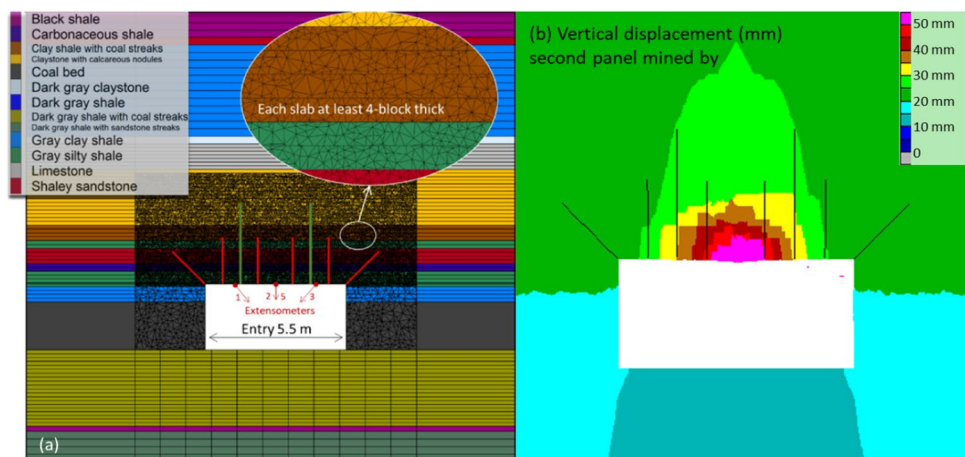 Black shale
Carbonaceous shale
Clay shale with coal streaks
Claystone with calcareous nodules
Coal bed
Dark gray claystone
Dark gray shale
Dark gray shale with coal streaks
Dark gray shale with sandstone streaks
Gray clay shale
Gray silty shale
Limestone
Shaley sandstone
Each slab at least 4-block thick
1
2
5
3
Extensometers
Entry 5.5 m
(a)
(b) Vertical displacement (mm)
second panel mined by
50 mm
40 mm
30 mm
20 mm
10 mm
0